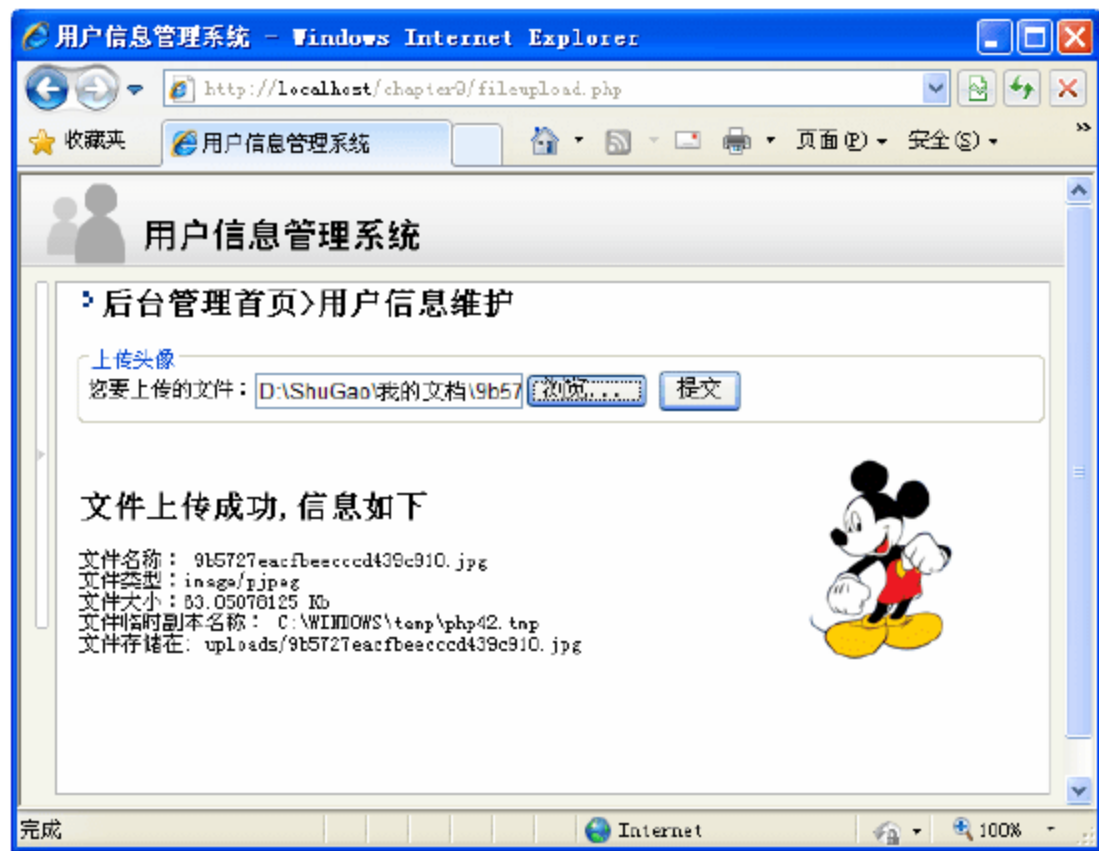 用户信息管理系统 - Windows Internet Explorer
http://localhost/chapter9/fileupload.php
收藏夹 用户信息管理系统 页面(P) 安全(S) »
用户信息管理系统
后台管理首页>用户信息维护
上传头像
您要上传的文件: D:\ShuGao\我的文档\9b57 浏览... 提交
文件上传成功,信息如下
文件名称: 9b5727eacfbeecccd439c910.jpg
文件类型:image/pjpeg
文件大小:63.05078125 Kb
文件临时副本名称: C:\WINDOWS\temp\php42.tmp
文件存储在: uploads/9b5727eacfbeecccd439c910.jpg
完成 Internet 100%